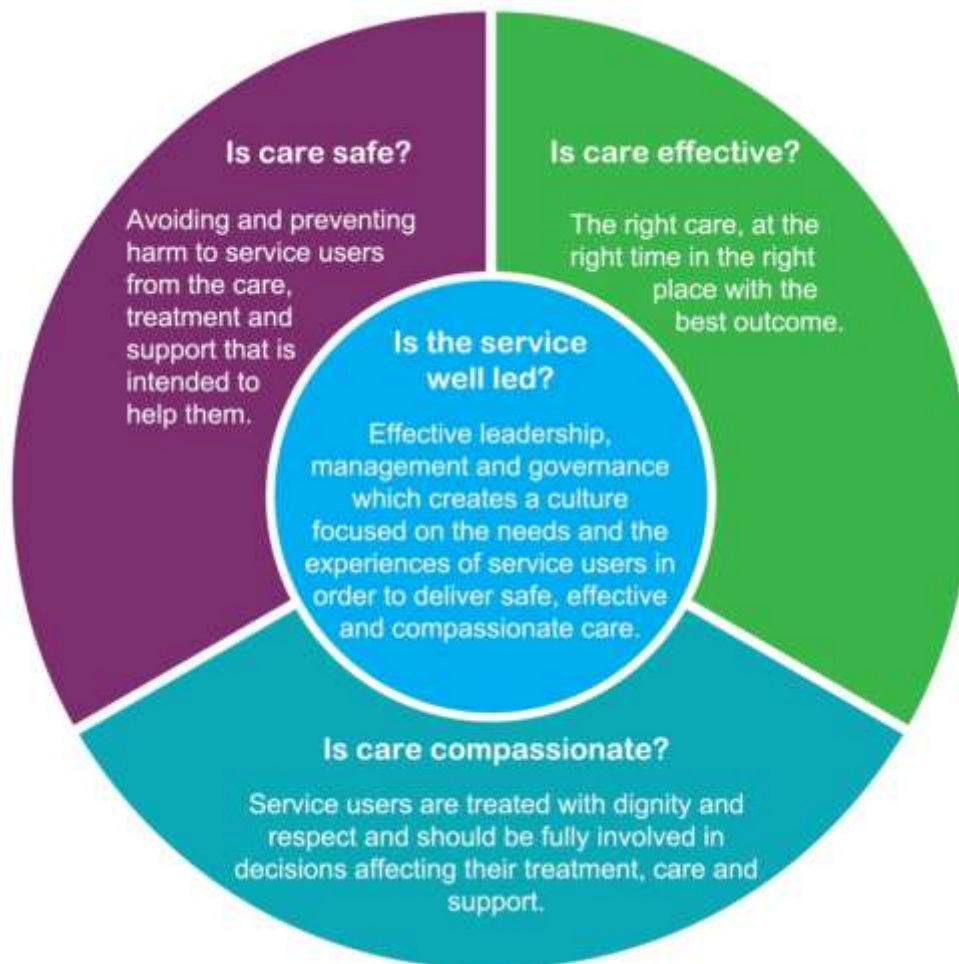 Is care safe?
Avoiding and preventing
harm to service users
from the care,
treatment and
support that is
intended to
help them.
Is care effective?
The right care, at the
right time in the right
place with the
best outcome.
Is the service
well led?
Effective leadership,
management and governance
which creates a culture
focused on the needs and the
experiences of service users in
order to deliver safe, effective
and compassionate care.
Is care compassionate?
Service users are treated with dignity and
respect and should be fully involved in
decisions affecting their treatment, care and
support.